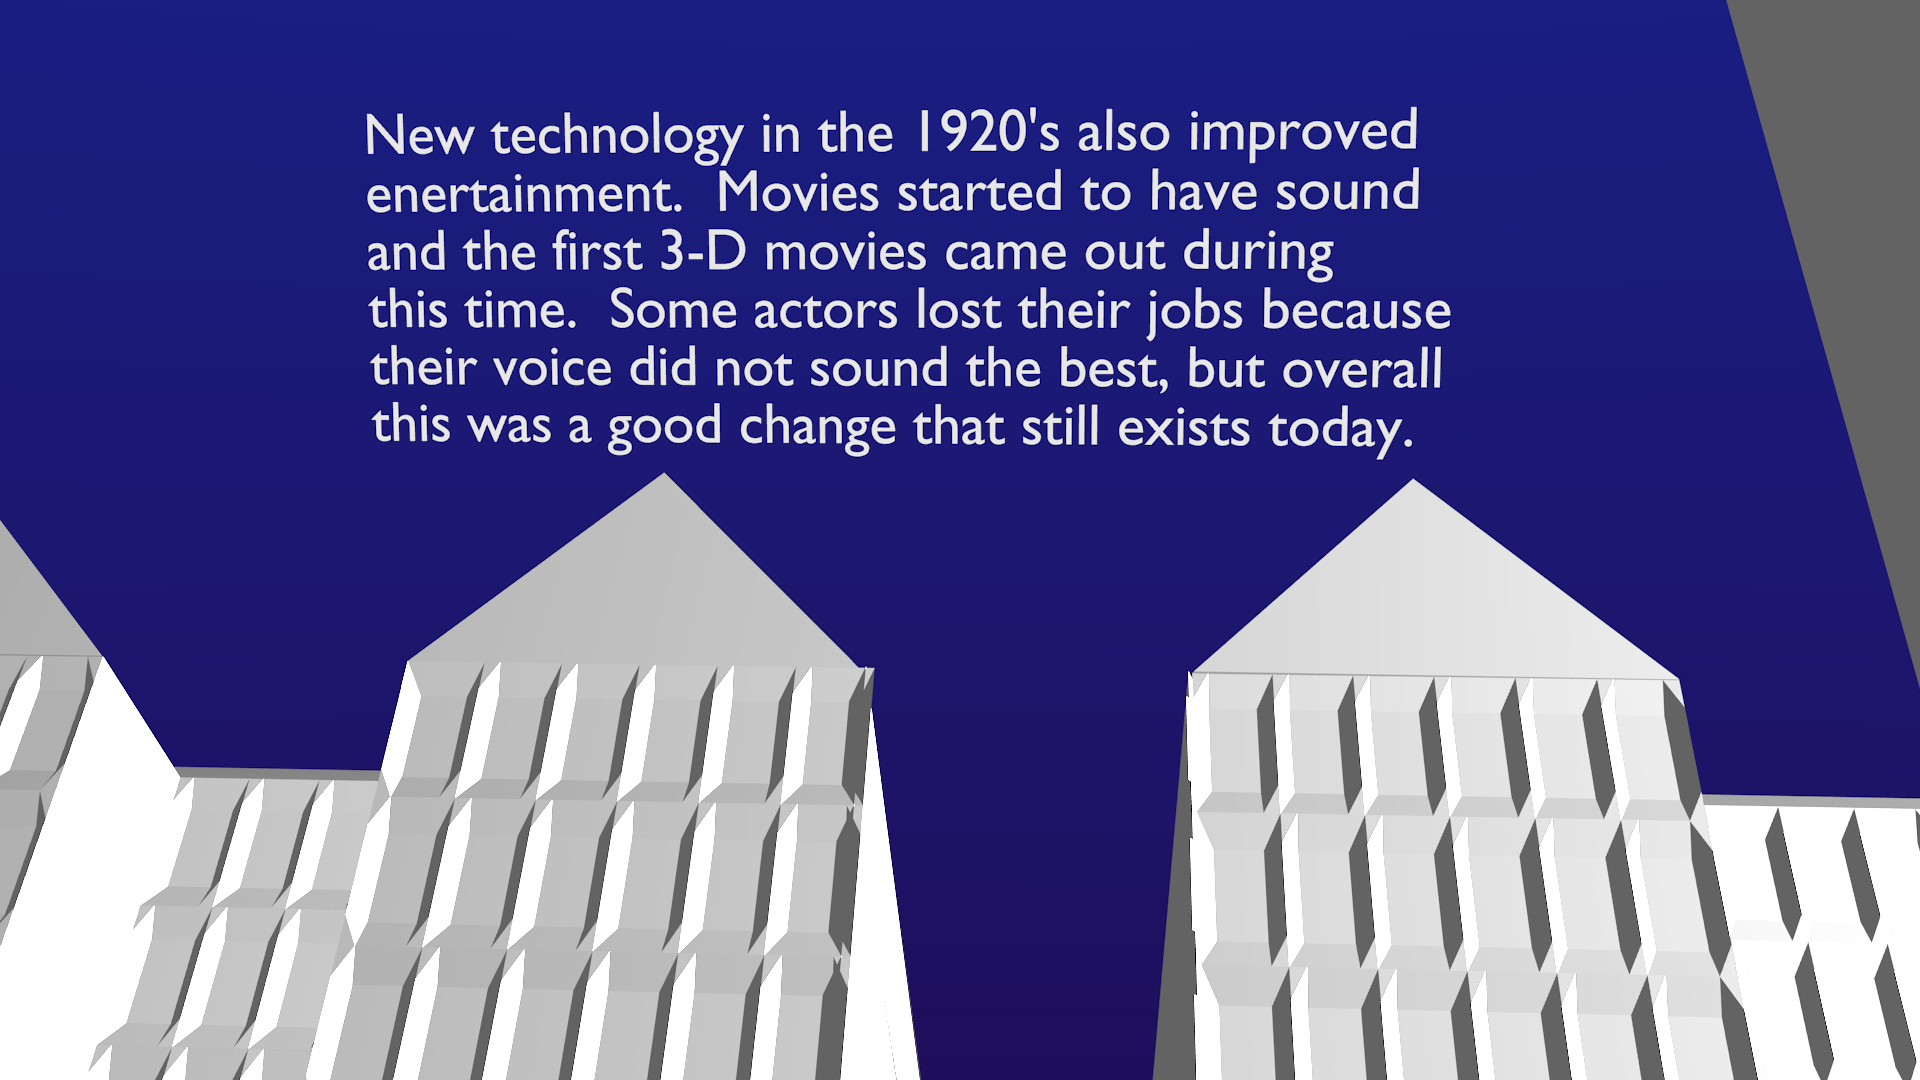 New technology in the 1920's also improved
enertainment.  Movies started to have sound
and the first 3-D movies came out during
this time.  Some actors lost their jobs because
their voice did not sound the best, but overall
this was a good change that still exists today.